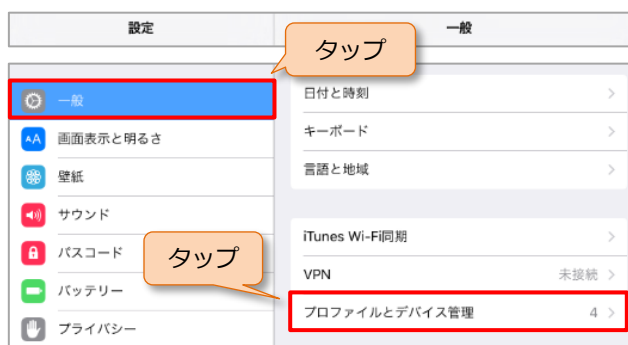 設定
一般
タップ
一般
画面表示と明るさ
壁紙
サウンド
パスコード
バッテリー
プライバシー
日付と時刻
キーボード
言語と地域
iTunes Wi-Fi同期
VPN 未接続
タップ
プロファイルとデバイス管理 4